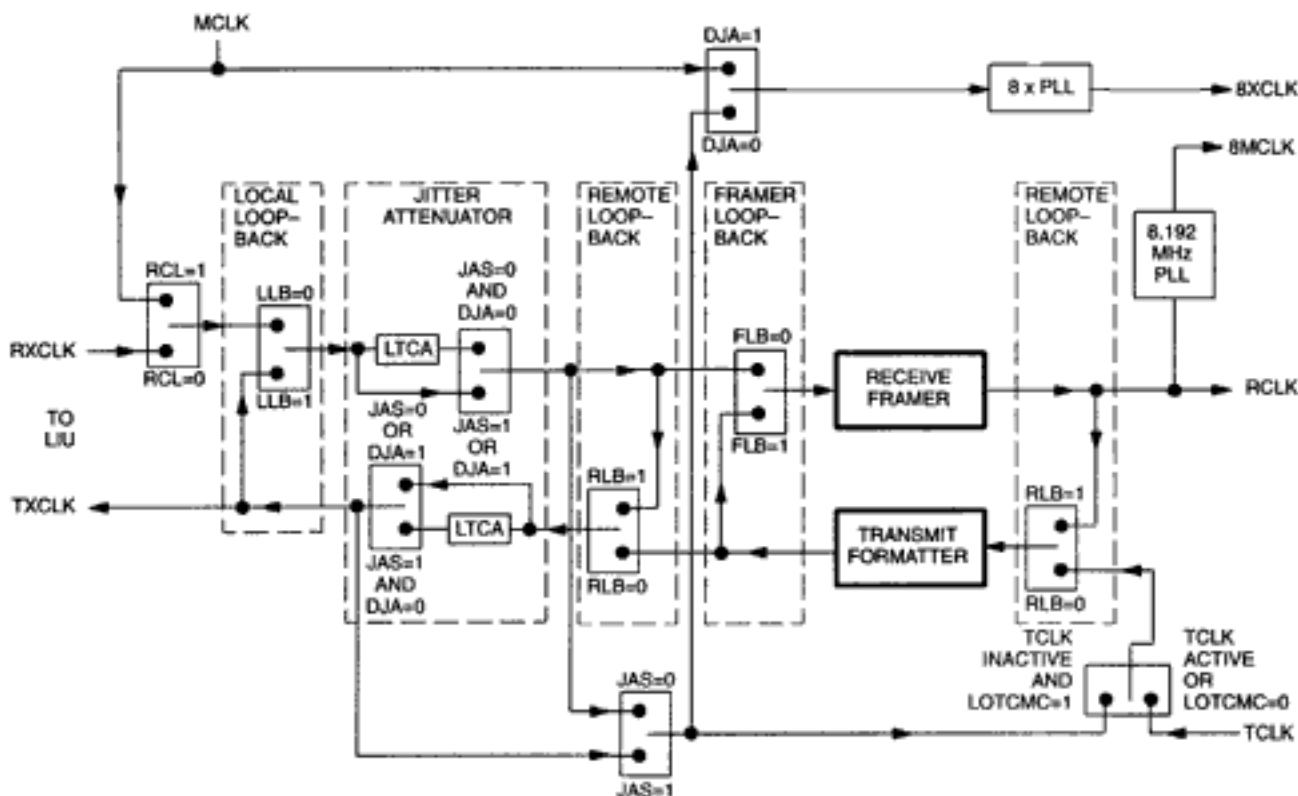 MCLK
DJA=1
8 x PLL
8XCLK
DJA=0
8MCLK
LOCAL
LOOP-
BACK
JITTER
ATTENUATOR
REMOTE
LOOP-
BACK
FRAMER
LOOP-
BACK
REMOTE
LOOP-
BACK
8.192
MHz
PLL
RCL=1
LLB=0
JAS=0
AND
DJA=0
FLB=0
RXCLK
LTCA
RECEIVE
FRAMER
RCLK
RCL=0
LLB=1
TO
LIU
JAS=0
OR
DJA=1
JAS=1
OR
DJA=1
FLB=1
RLB=1
RLB=1
TXCLK
LTCA
TRANSMIT
FORMATTER
JAS=1
AND
DJA=0
RLB=0
RLB=0
TCLK
INACTIVE
AND
LOTCMC=1
TCLK
ACTIVE
OR
LOTCMC=0
JAS=0
TCLK
JAS=1